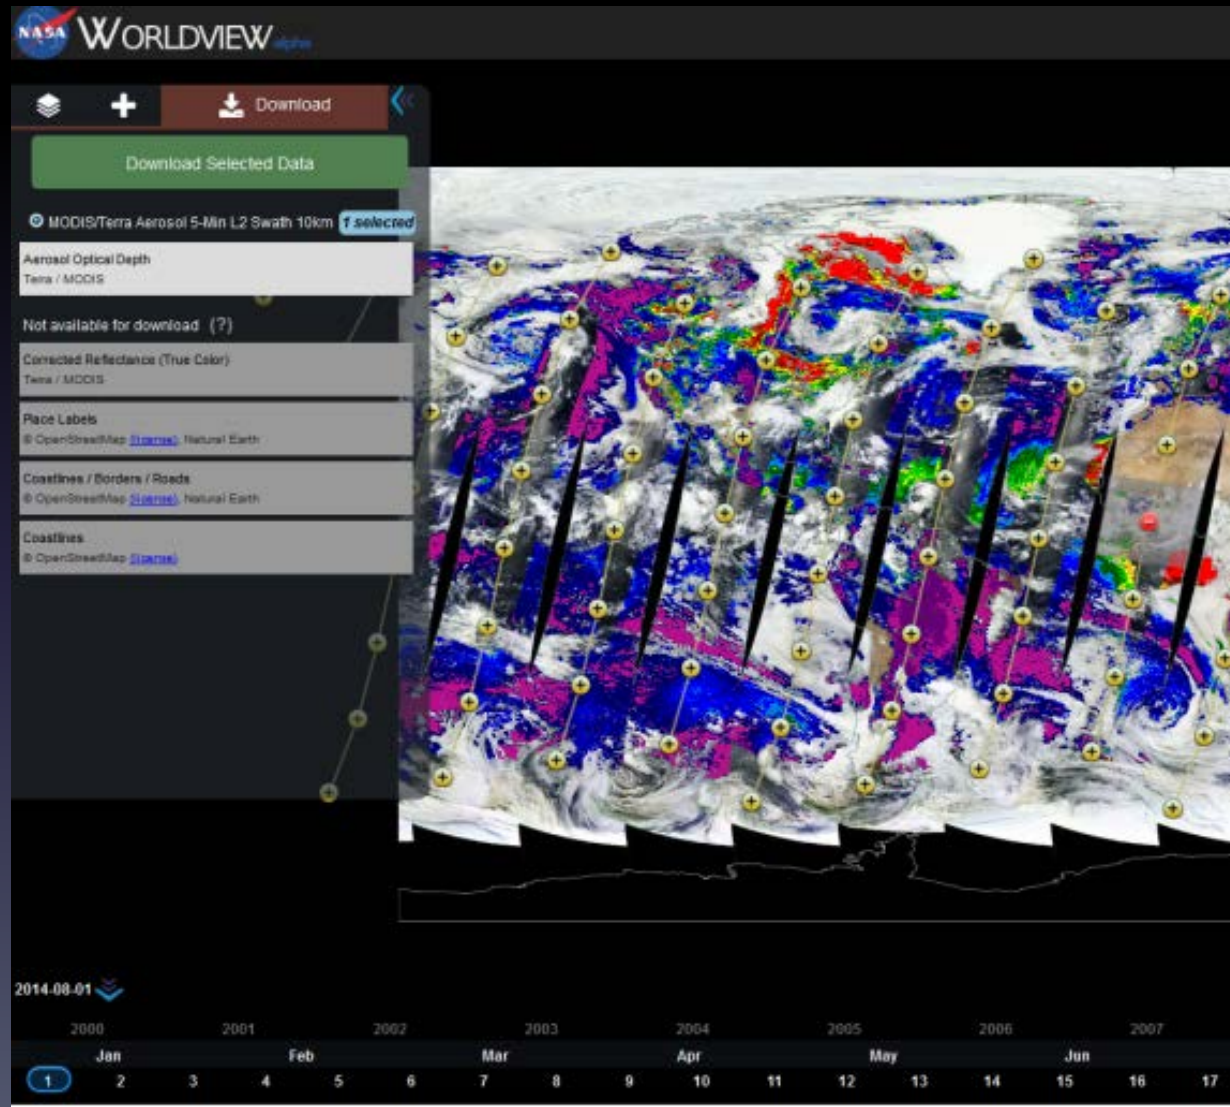 NASA WORLDVIEW alpha
Download
Download Selected Data
MODIS/Terra Aerosol 5-Min L2 Swath 10km 1 selected
Aerosol Optical Depth
Terra / MODIS
Not available for download (?)
Corrected Reflectance (True Color)
Terra / MODIS
Place Labels
© OpenStreetMap (license), Natural Earth
Coastlines / Borders / Roads
© OpenStreetMap (license), Natural Earth
Coastlines
© OpenStreetMap (license)
2014-08-01
2000 2001 2002 2003 2004 2005 2006 2007
Jan Feb Mar Apr May Jun
1 2 3 4 5 6 7 8 9 10 11 12 13 14 15 16 17